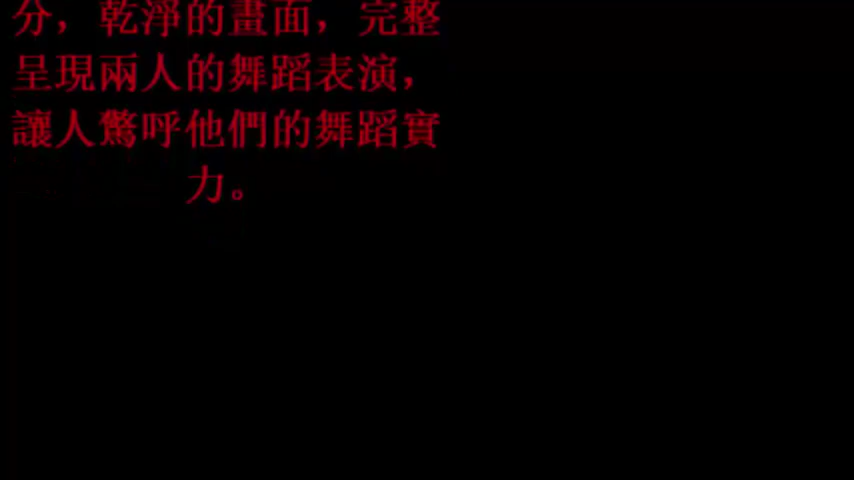 分，乾淨的畫面，完整
呈現兩人的舞蹈表演，
讓人驚呼他們的舞蹈實
力。